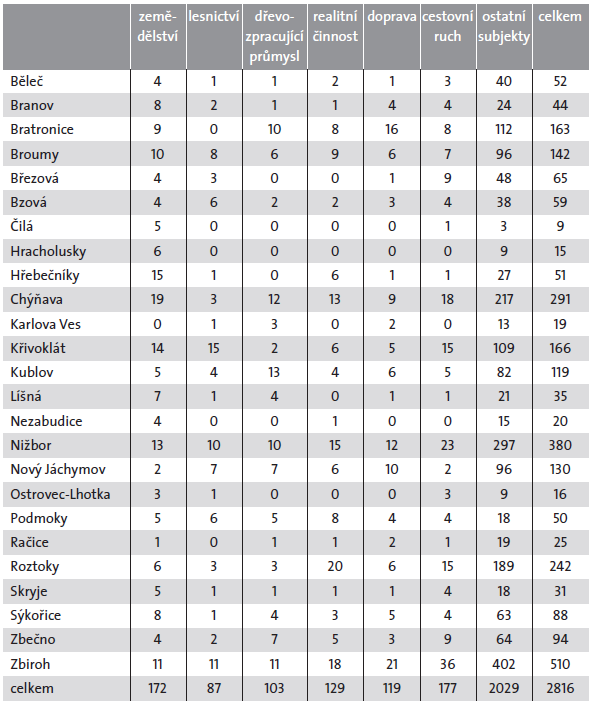 země- lesnictví dřevo- realitní doprava cestovní ostatní celkem
dělství zpracující činnost ruch subjekty
průmysl
Běleč 4 1 1 2 1 3 40 52
Branov 8 2 1 1 4 4 24 44
Bratronice 9 0 10 8 16 8 112 163
Broumy 10 8 6 9 6 7 96 142
Březová 4 3 0 0 1 9 48 65
Bzová 4 6 2 2 3 4 38 59
Čilá 5 0 0 0 0 1 3 9
Hracholusky 6 0 0 0 0 0 9 15
Hřebečníky 15 1 0 6 1 1 27 51
Chýňava 19 3 12 13 9 18 217 291
Karlova Ves 0 1 3 0 2 0 13 19
Křivoklát 14 15 2 6 5 15 109 166
Kublov 5 4 13 4 6 5 82 119
Líšná 7 1 4 0 1 1 21 35
Nezabudice 4 0 0 1 0 0 15 20
Nižbor 13 10 10 15 12 23 297 380
Nový Jáchymov 2 7 7 6 10 2 96 130
Ostrovec-Lhotka 3 1 0 0 0 3 9 16
Podmoky 5 6 5 8 4 4 18 50
Račice 1 0 1 1 2 1 19 25
Roztoky 6 3 3 20 6 15 189 242
Skryje 5 1 1 1 1 4 18 31
Sýkořice 8 1 4 3 5 4 63 88
Zbečno 4 2 7 5 3 9 64 94
Zbiroh 11 11 11 18 21 36 402 510
celkem 172 87 103 129 119 177 2029 2816